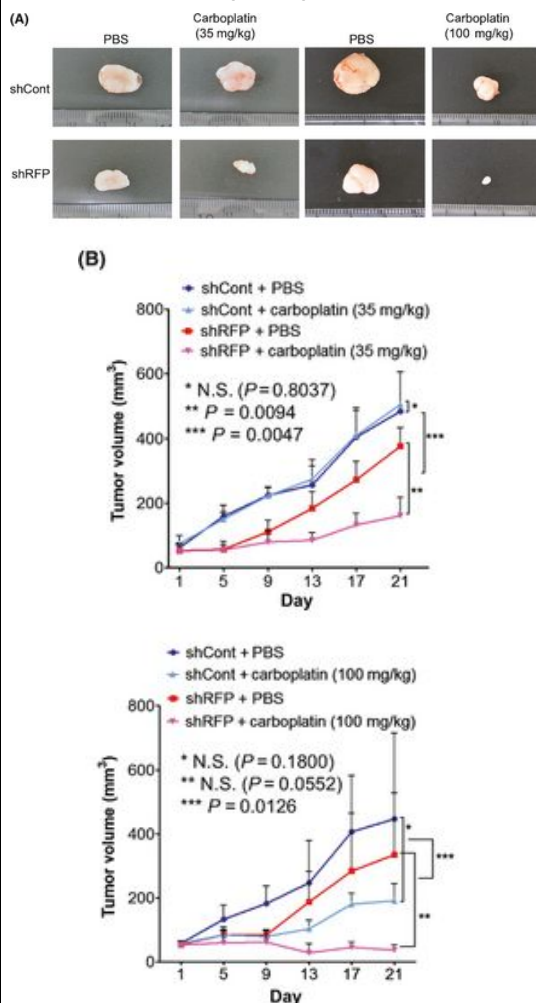 (A)
PBS
Carboplatin
(35 mg/kg)
PBS
Carboplatin
(100 mg/kg)
shCont
shRFP
(B)
shCont + PBS
shCont + carboplatin (35 mg/kg)
shRFP + PBS
shRFP + carboplatin (35 mg/kg)
* N.S. (P = 0.8037)
** P = 0.0094
*** P = 0.0047
Tumor volume (mm³)
800
600
400
200
0
*
***
**
1 5 9 13 17 21
Day
shCont + PBS
shCont + carboplatin (100 mg/kg)
shRFP + PBS
shRFP + carboplatin (100 mg/kg)
* N.S. (P = 0.1800)
** N.S. (P = 0.0552)
*** P = 0.0126
Tumor volume (mm³)
800
600
400
200
0
*
***
**
1 5 9 13 17 21
Day